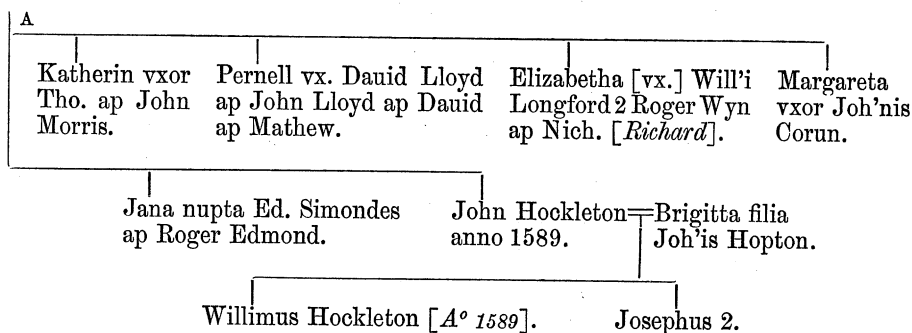 A
Katherin vxor
Tho. ap John
Morris.
Pernell vx. Dauid Lloyd
ap John Lloyd ap Dauid
ap Mathew.
Elizabetha [vx.] Will'i
Longford 2 Roger Wyn
ap Nich. [Richard].
Margareta
vxor Joh'nis
Corun.
Jana nupta Ed. Simondes
ap Roger Edmond.
John Hockleton
anno 1589.
Brigitta filia
Joh'is Hopton.
Willimus Hockleton [Aº 1589].
Josephus 2.